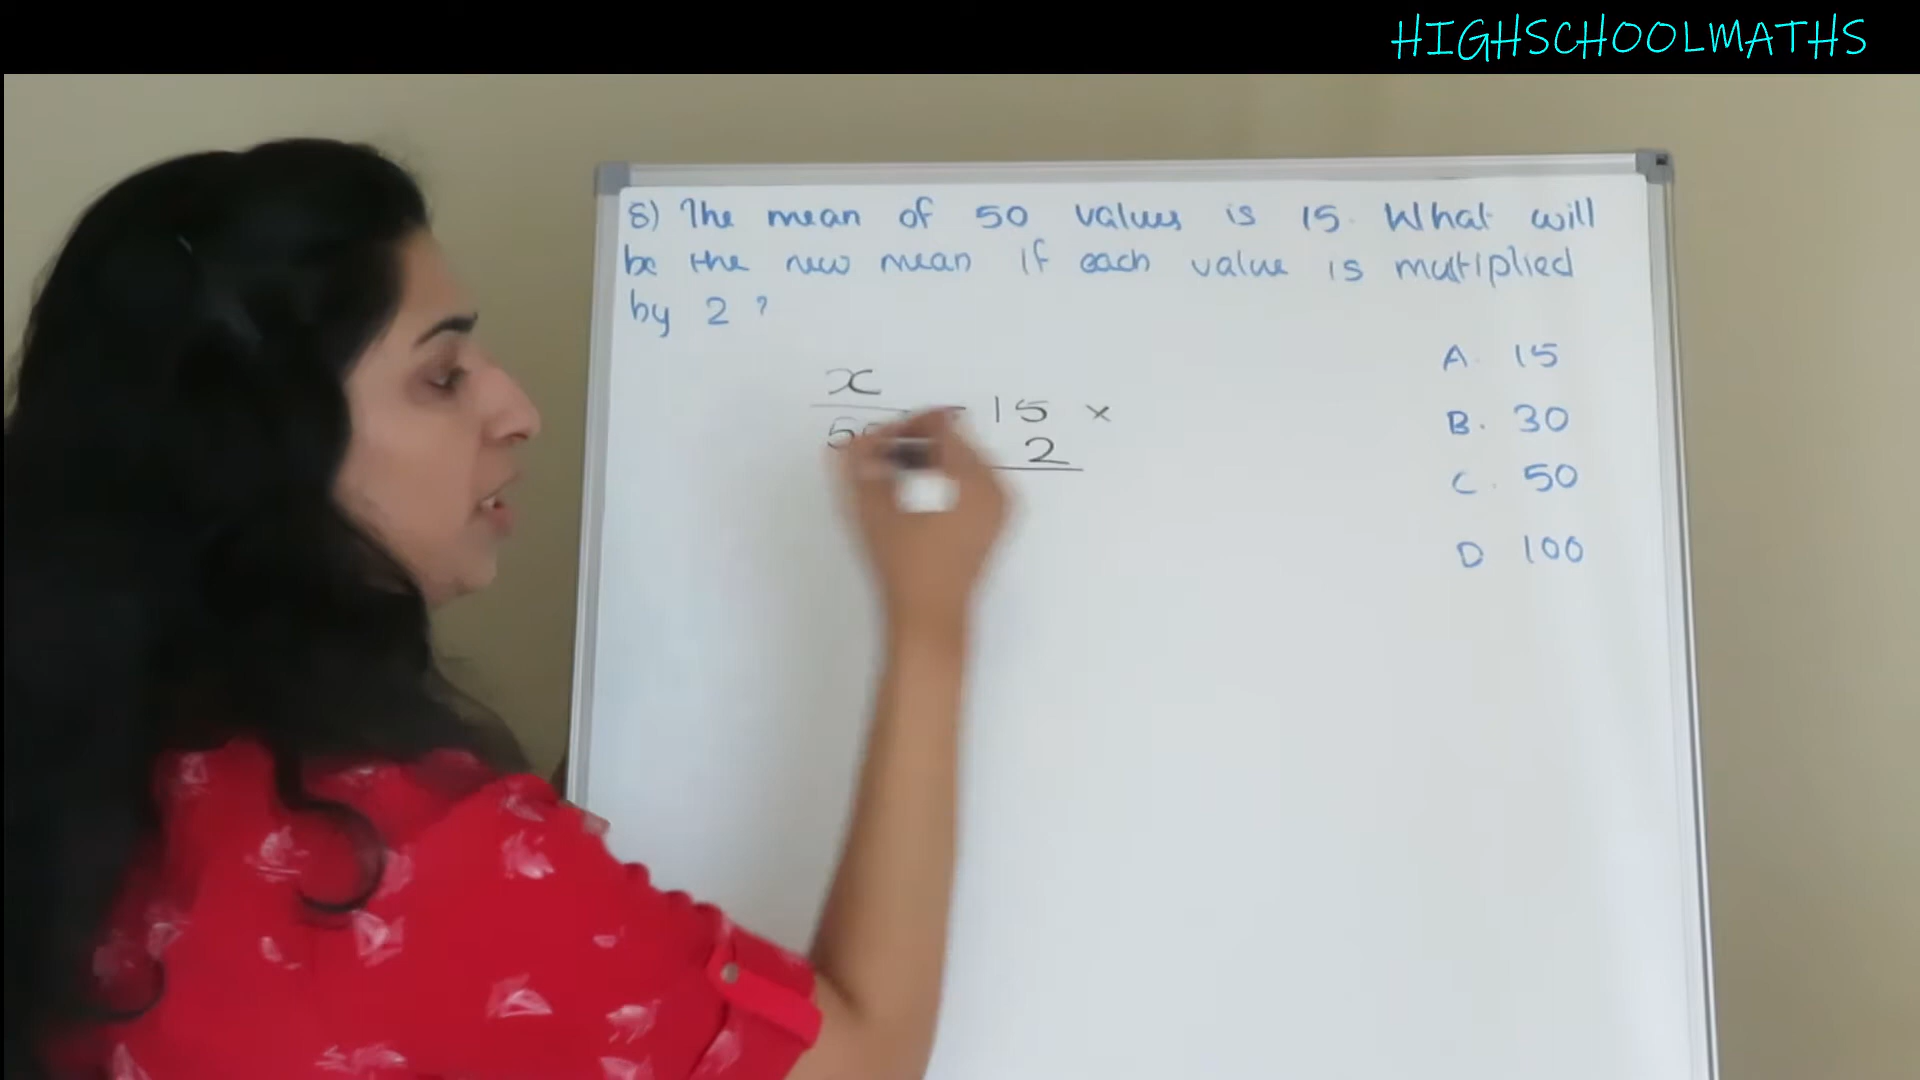 HIGHSCHOOLMATHS
8) The mean of 50 values is 15. What will
be the new mean if each value is multiplied
by 2 ?
x
15 ×
2
A. 15
B. 30
C. 50
D 100